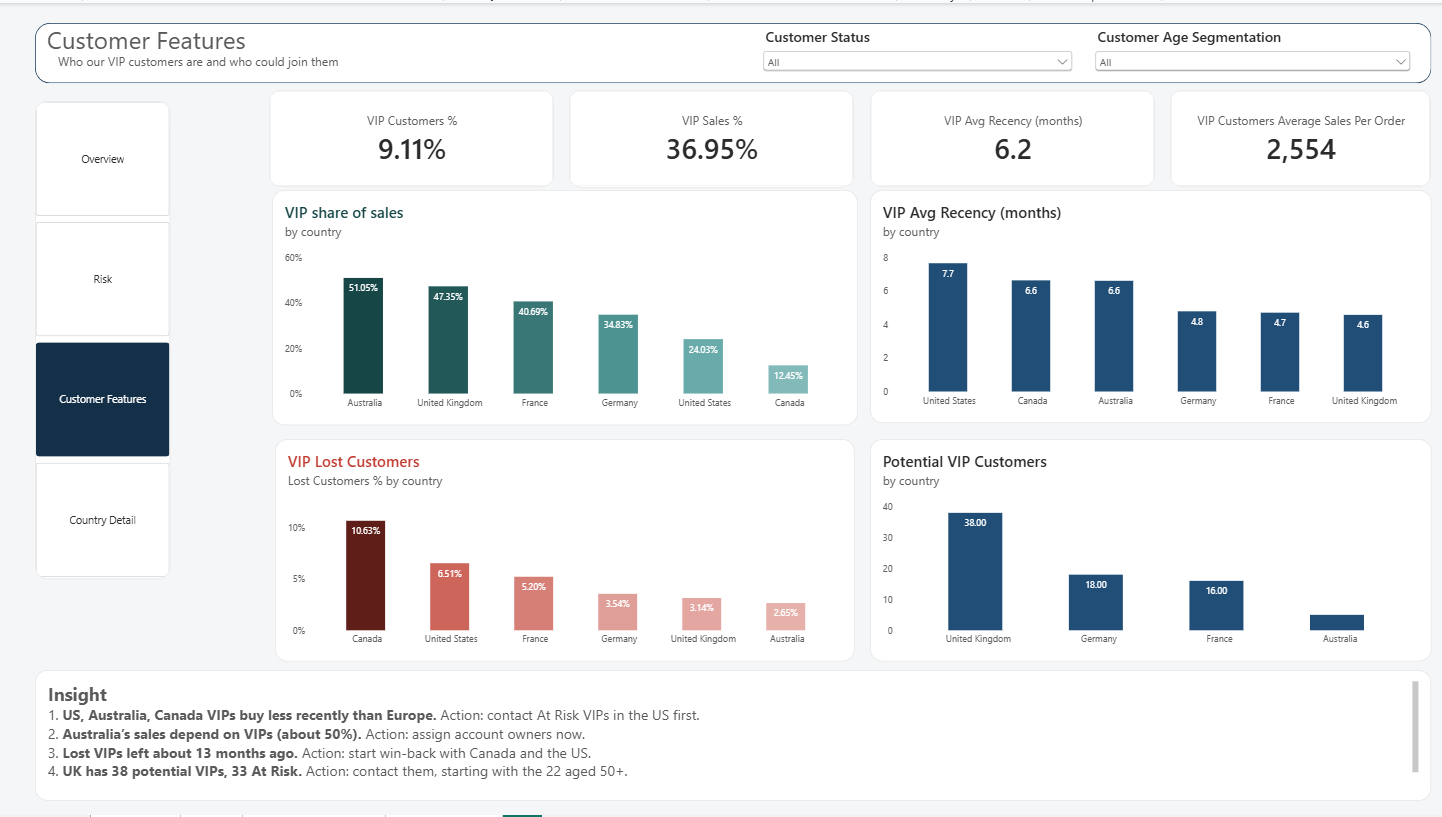 Customer Features
Who our VIP customers are and who could join them
Customer Status
All
Customer Age Segmentation
All
Overview
Risk
Customer Features
Country Detail
VIP Customers %
9.11%
VIP Sales %
36.95%
VIP Avg Recency (months)
6.2
VIP Customers Average Sales Per Order
2,554
VIP share of sales
by country
60%
40%
20%
0%
51.05%
47.35%
40.69%
34.83%
24.03%
12.45%
Australia
United Kingdom
France
Germany
United States
Canada
VIP Avg Recency (months)
by country
8
6
4
2
0
7.7
6.6
6.6
4.8
4.7
4.6
United States
Canada
Australia
Germany
France
United Kingdom
VIP Lost Customers
Lost Customers % by country
10%
5%
0%
10.63%
6.51%
5.20%
3.54%
3.14%
2.65%
Canada
United States
France
Germany
United Kingdom
Australia
Potential VIP Customers
by country
40
30
20
10
0
38.00
18.00
16.00
United Kingdom
Germany
France
Australia
Insight
1. US, Australia, Canada VIPs buy less recently than Europe. Action: contact At Risk VIPs in the US first.
2. Australia’s sales depend on VIPs (about 50%). Action: assign account owners now.
3. Lost VIPs left about 13 months ago. Action: start win-back with Canada and the US.
4. UK has 38 potential VIPs, 33 At Risk. Action: contact them, starting with the 22 aged 50+.